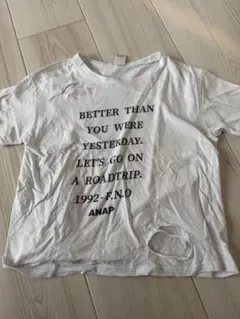 BETTER THAN
YOU WERE
YESTERDAY.
LET'S GO ON
A ROADTRIP.
1992-F.N.O
ANAP